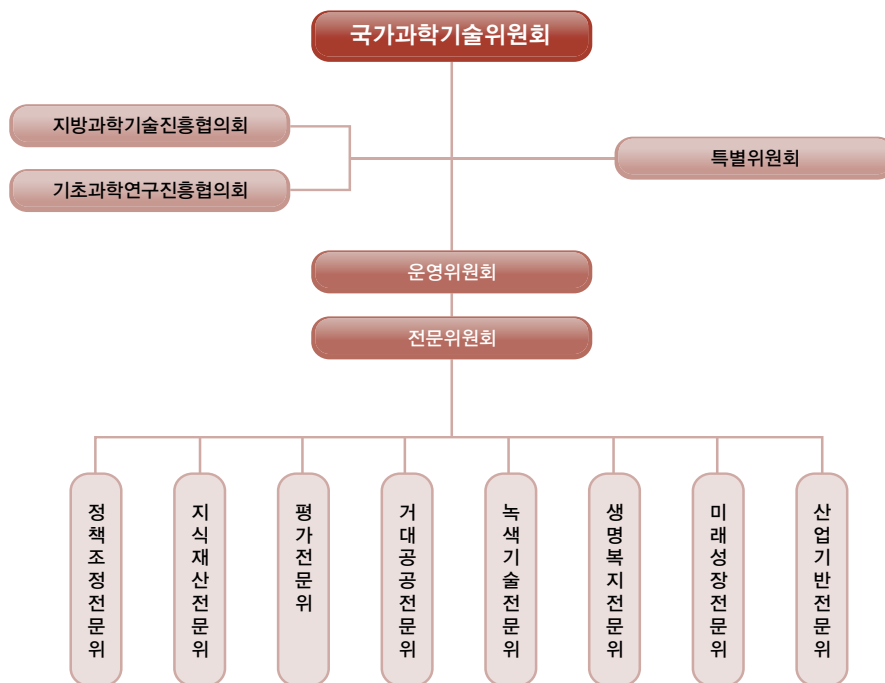 국가과학기술위원회
지방과학기술진흥협의회
특별위원회
기초과학연구진흥협의회
운영위원회
전문위원회
정책조정전문위
지식재산전문위
평가전문위
거대공공전문위
녹색기술전문위
생명복지전문위
미래성장전문위
산업기반전문위